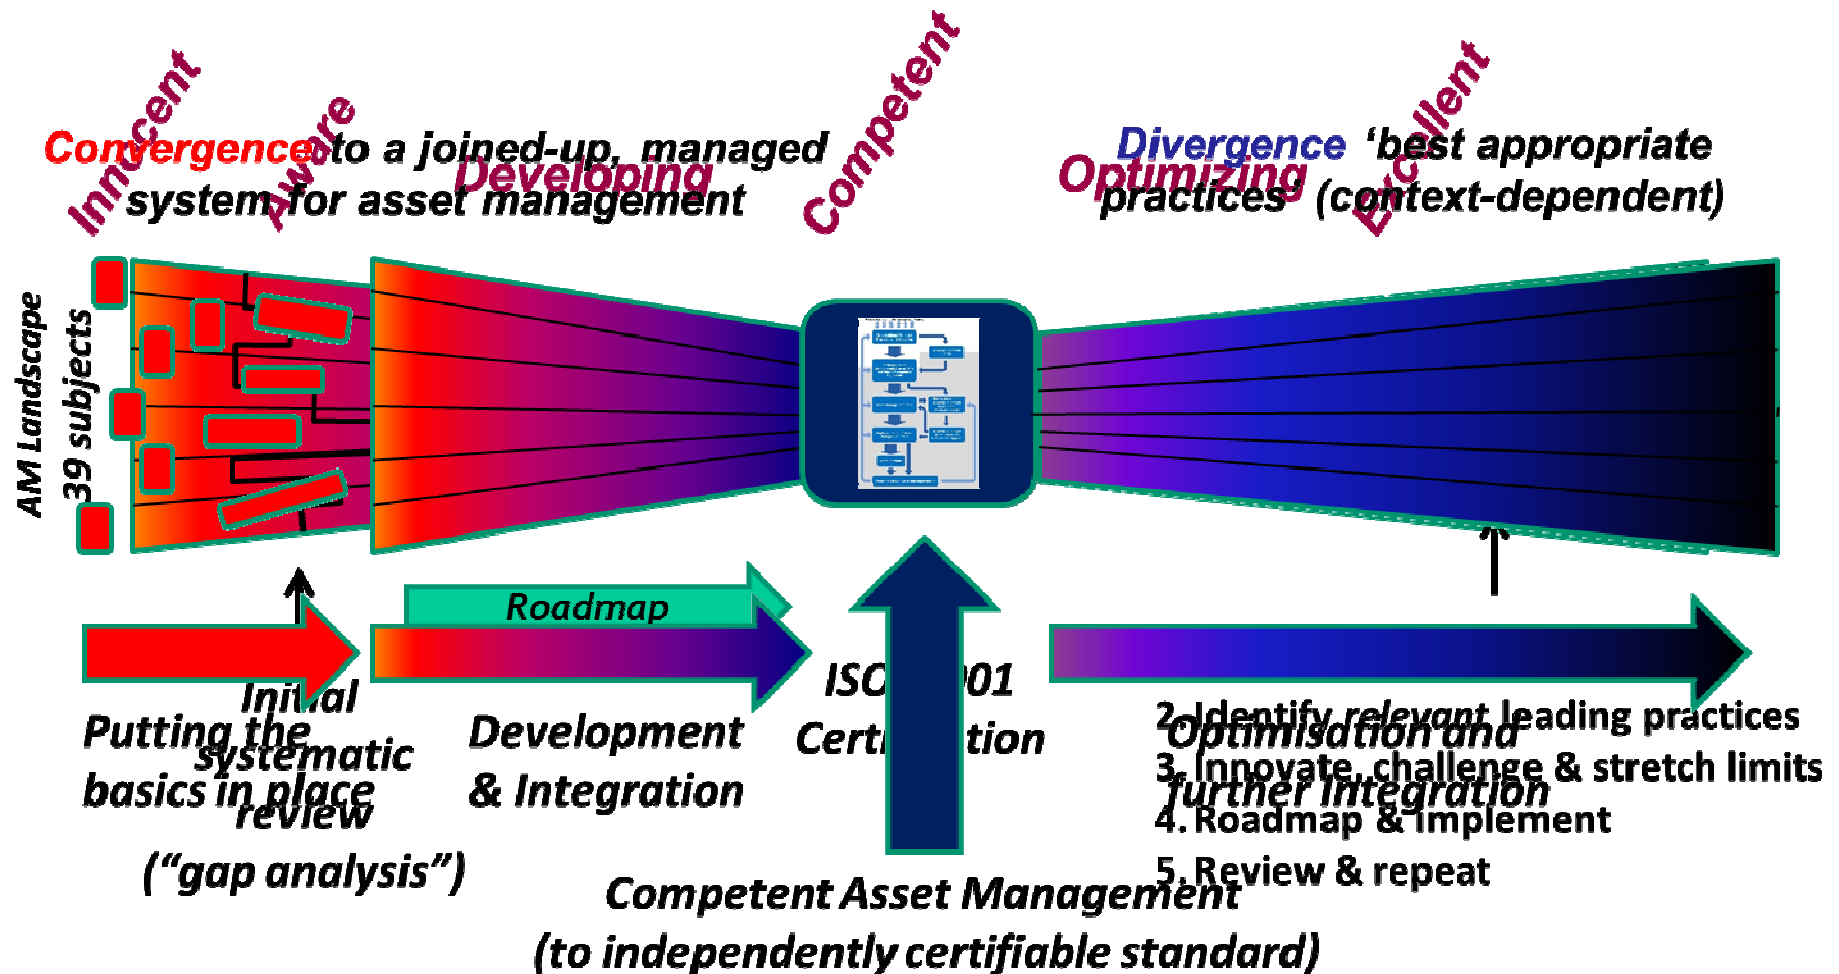 Innocent
Aware
Developing
Competent
Optimizing
Excellent
Convergence to a joined-up, managed
system for asset management
Divergence ‘best appropriate
practices’ (context-dependent)
AM Landscape
39 subjects
Roadmap
Putting the
basics in place
Initial
systematic
review
(“gap analysis”)
Development
& Integration
ISO 001
Certi tion
Competent Asset Management
(to independently certifiable standard)
Optimisation and
further integration
2. Identify relevant leading practices
3. Innovate, challenge & stretch limits
4. Roadmap & implement
5. Review & repeat